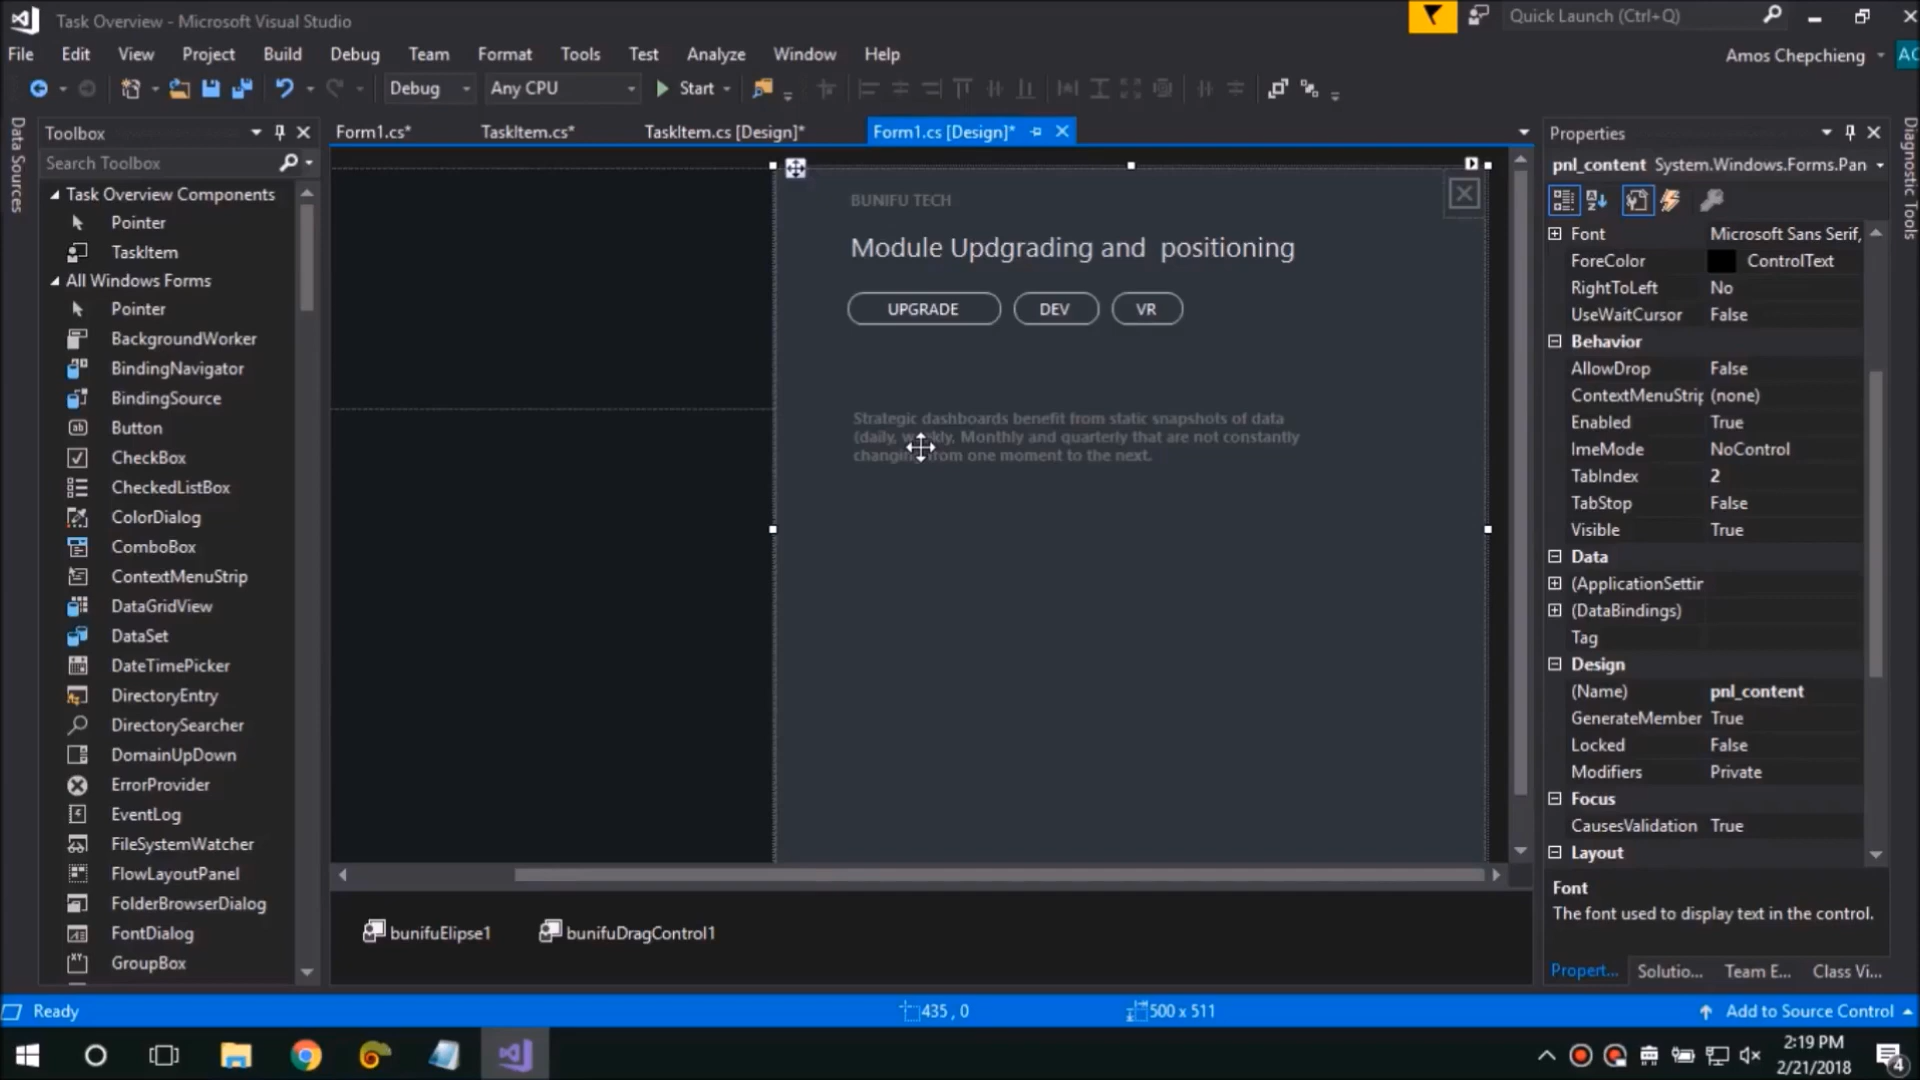 Task Overview - Microsoft Visual Studio
Quick Launch (Ctrl+Q)
File Edit View Project Build Debug Team Format Tools Test Analyze Window Help
Amos Chepchieng
AC
Debug
Any CPU
Start
Data Sources
Toolbox
Search Toolbox
Task Overview Components
Pointer
TaskItem
All Windows Forms
Pointer
BackgroundWorker
BindingNavigator
BindingSource
Button
CheckBox
CheckedListBox
ColorDialog
ComboBox
ContextMenuStrip
DataGridView
DataSet
DateTimePicker
DirectoryEntry
DirectorySearcher
DomainUpDown
ErrorProvider
EventLog
FileSystemWatcher
FlowLayoutPanel
FolderBrowserDialog
FontDialog
GroupBox
Form1.cs*
TaskItem.cs*
TaskItem.cs [Design]*
Form1.cs [Design]*
BUNIFU TECH
Module Updgrading and positioning
UPGRADE
DEV
VR
Strategic dashboards benefit from static snapshots of data
(daily, weekly, Monthly and quarterly that are not constantly
changing from one moment to the next.
bunifuElipse1
bunifuDragControl1
Properties
pnl_content System.Windows.Forms.Pan
Font Microsoft Sans Serif,
ForeColor ControlText
RightToLeft No
UseWaitCursor False
Behavior
AllowDrop False
ContextMenuStrip (none)
Enabled True
ImeMode NoControl
TabIndex 2
TabStop False
Visible True
Data
(ApplicationSettir
(DataBindings)
Tag
Design
(Name) pnl_content
GenerateMember True
Locked False
Modifiers Private
Focus
CausesValidation True
Layout
Font
The font used to display text in the control.
Propert...
Solutio...
Team E...
Class Vi...
Diagnostic Tools
Ready
435 , 0
500 x 511
Add to Source Control
2:19 PM
2/21/2018
4